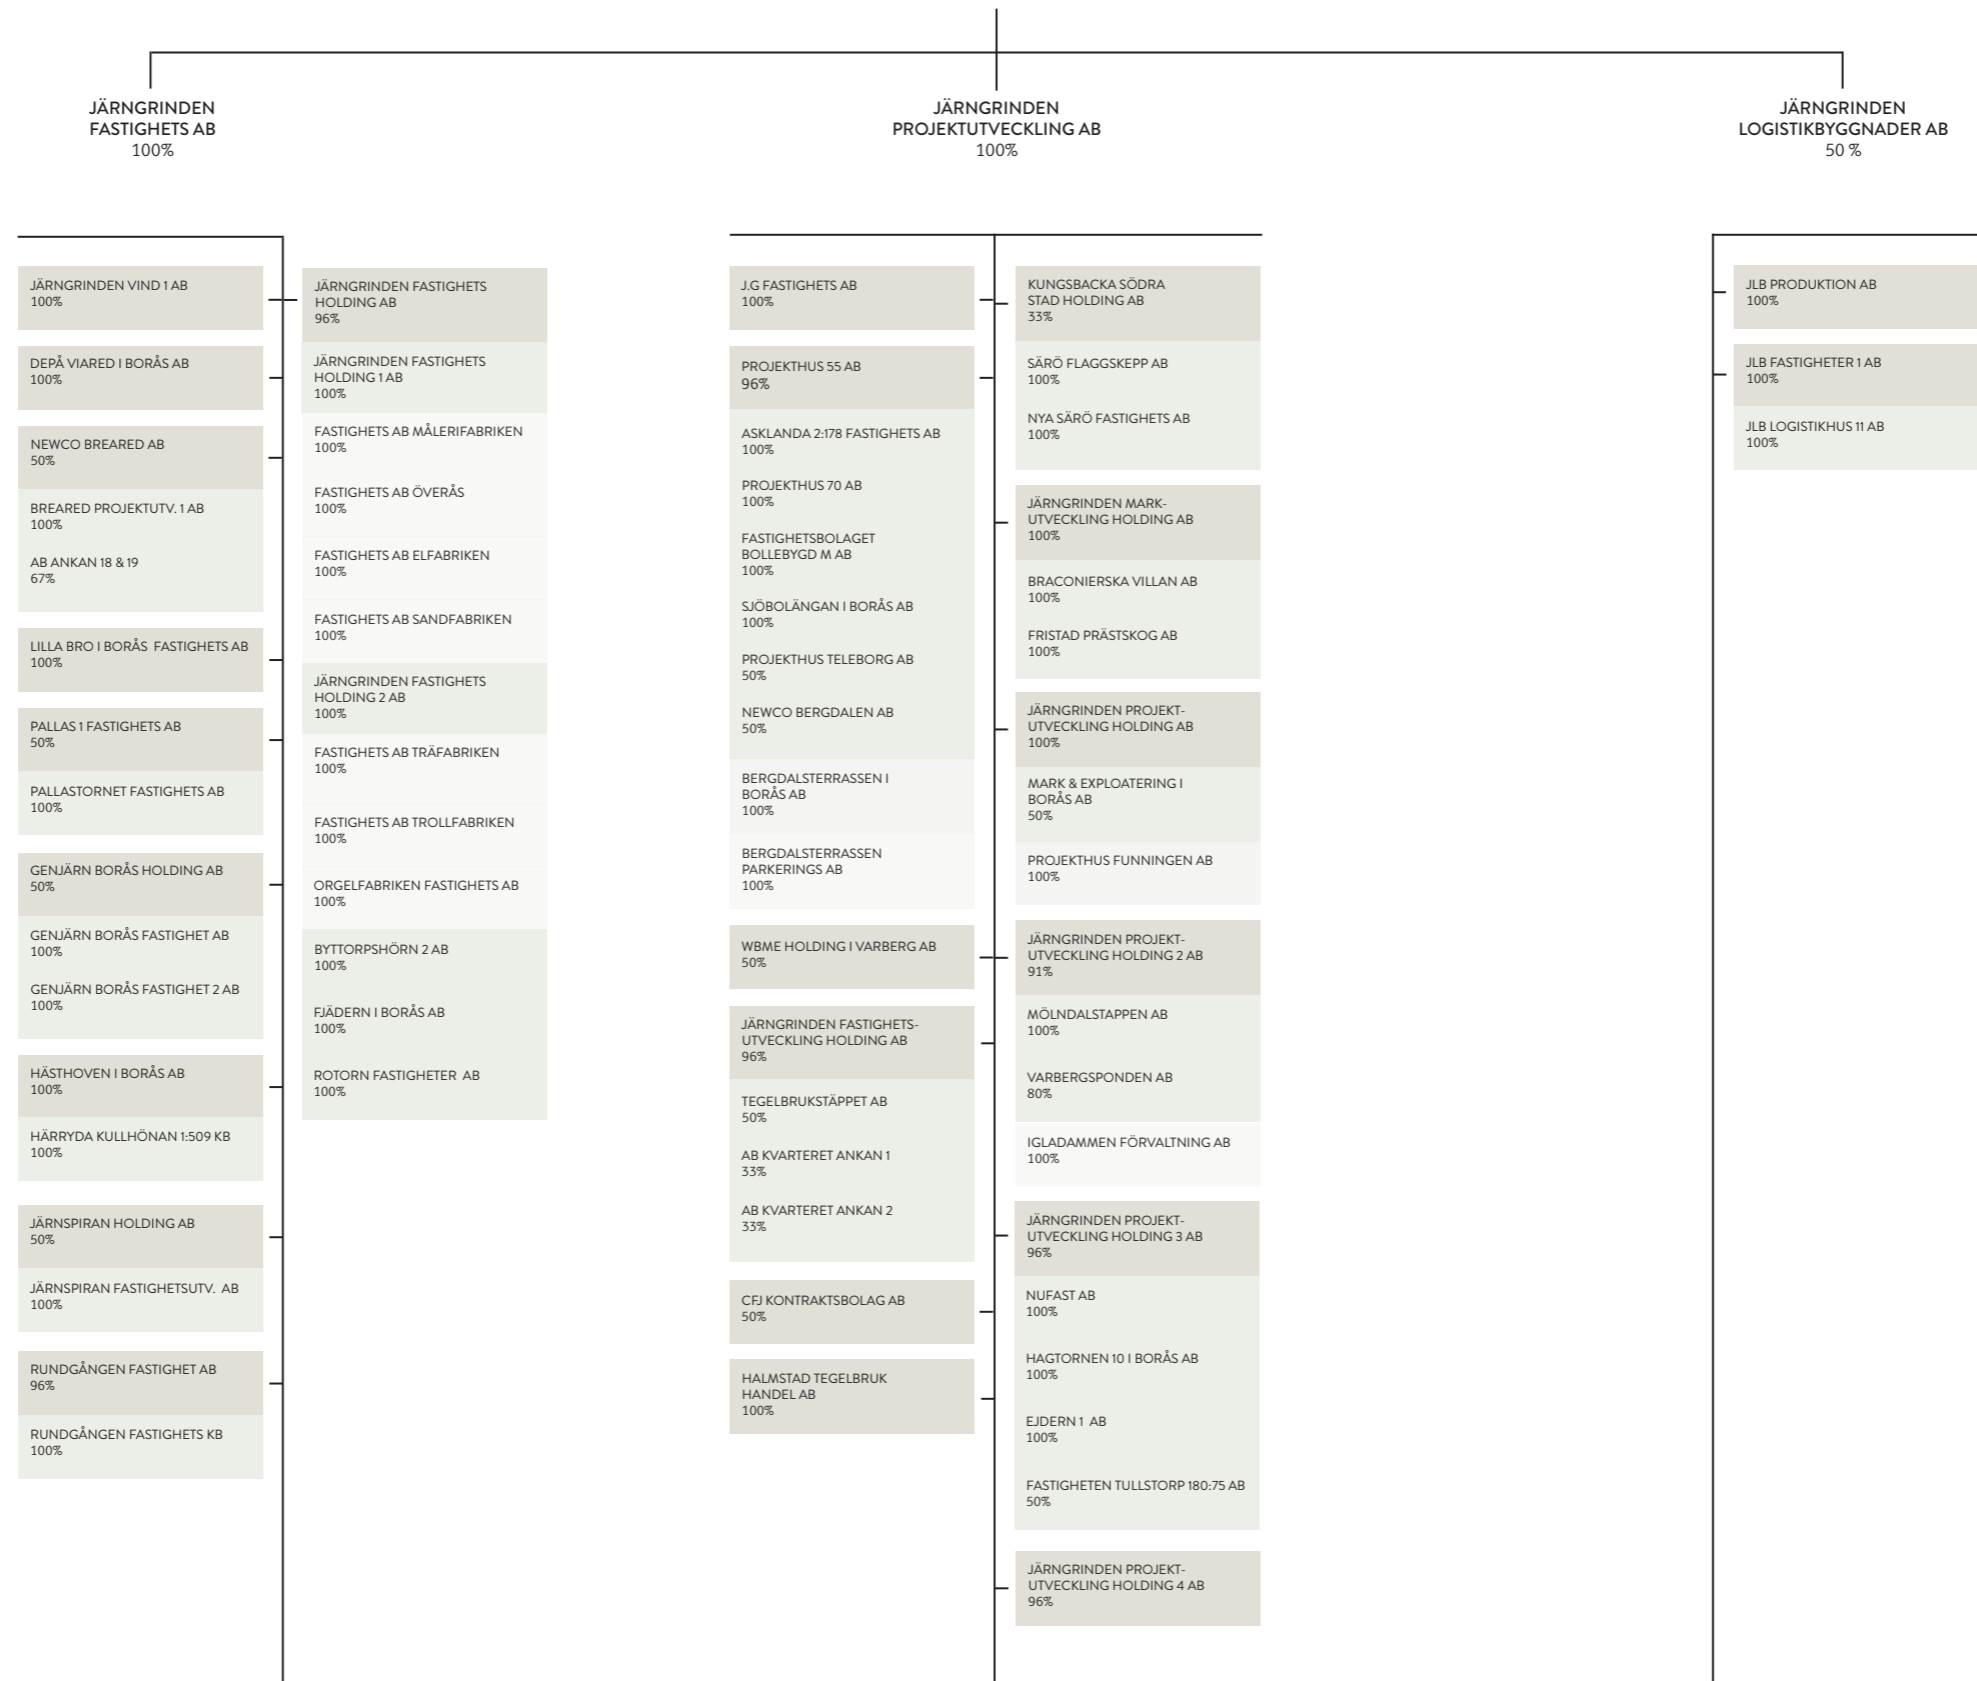 JÄRNGRINDEN
FASTIGHETS AB
100%
JÄRNGRINDEN
PROJEKTUTVECKLING AB
100%
JÄRNGRINDEN
LOGISTIKBYGGNADER AB
50 %
JÄRNGRINDEN VIND 1 AB
100%
DEPÅ VIARED I BORÅS AB
100%
NEWCO BREARED AB
50%
BREARED PROJEKTUTV. 1 AB
100%
AB ANKAN 18 & 19
67%
LILLA BRO I BORÅS FASTIGHETS AB
100%
PALLAS 1 FASTIGHETS AB
50%
PALLASTORNET FASTIGHETS AB
100%
GENJÄRN BORÅS HOLDING AB
50%
GENJÄRN BORÅS FASTIGHET AB
100%
GENJÄRN BORÅS FASTIGHET 2 AB
100%
HÄSTHOVEN I BORÅS AB
100%
HÄRRYDA KULLHÖNAN 1:509 KB
100%
JÄRNSPIRAN HOLDING AB
50%
JÄRNSPIRAN FASTIGHETSUTV. AB
100%
RUNDGÅNGEN FASTIGHET AB
96%
RUNDGÅNGEN FASTIGHETS KB
100%
JÄRNGRINDEN FASTIGHETS
HOLDING AB
96%
JÄRNGRINDEN FASTIGHETS
HOLDING 1 AB
100%
FASTIGHETS AB MÅLERIFABRIKEN
100%
FASTIGHETS AB ÖVERÅS
100%
FASTIGHETS AB ELFABRIKEN
100%
FASTIGHETS AB SANDFABRIKEN
100%
JÄRNGRINDEN FASTIGHETS
HOLDING 2 AB
100%
FASTIGHETS AB TRÄFABRIKEN
100%
FASTIGHETS AB TROLLFABRIKEN
100%
ORGELFABRIKEN FASTIGHETS AB
100%
BYTTORPSHÖRN 2 AB
100%
FJÄDERN I BORÅS AB
100%
ROTORN FASTIGHETER AB
100%
J.G FASTIGHETS AB
100%
PROJEKTHUS 55 AB
96%
ASKLANDA 2:178 FASTIGHETS AB
100%
PROJEKTHUS 70 AB
100%
FASTIGHETSBOLAGET
BOLLEBYGD M AB
100%
SJÖBOLÄNGAN I BORÅS AB
100%
PROJEKTHUS TELEBORG AB
50%
NEWCO BERGDALEN AB
50%
BERGDALSTERRASSEN I
BORÅS AB
100%
BERGDALSTERRASSEN
PARKERINGS AB
100%
WBME HOLDING I VARBERG AB
50%
JÄRNGRINDEN FASTIGHETS-
UTVECKLING HOLDING AB
96%
TEGELBRUKSTÄPPET AB
50%
AB KVARTERET ANKAN 1
33%
AB KVARTERET ANKAN 2
33%
CFJ KONTRAKTSBOLAG AB
50%
HALMSTAD TEGELBRUK
HANDEL AB
100%
KUNGSBACKA SÖDRA
STAD HOLDING AB
33%
SÄRÖ FLAGGSKEPP AB
100%
NYA SÄRÖ FASTIGHETS AB
100%
JÄRNGRINDEN MARK-
UTVECKLING HOLDING AB
100%
BRACONIERSKA VILLAN AB
100%
FRISTAD PRÄSTSKOG AB
100%
JÄRNGRINDEN PROJEKT-
UTVECKLING HOLDING AB
100%
MARK & EXPLOATERING I
BORÅS AB
50%
PROJEKTHUS FUNNINGEN AB
100%
JÄRNGRINDEN PROJEKT-
UTVECKLING HOLDING 2 AB
91%
MÖLNDALSTAPPEN AB
100%
VARBERGSPONDEN AB
80%
IGLADAMMEN FÖRVALTNING AB
100%
JÄRNGRINDEN PROJEKT-
UTVECKLING HOLDING 3 AB
96%
NUFAST AB
100%
HAGTORNEN 10 I BORÅS AB
100%
EJDERN 1 AB
100%
FASTIGHETEN TULLSTORP 180:75 AB
50%
JÄRNGRINDEN PROJEKT-
UTVECKLING HOLDING 4 AB
96%
JLB PRODUKTION AB
100%
JLB FASTIGHETER 1 AB
100%
JLB LOGISTIKHUS 11 AB
100%